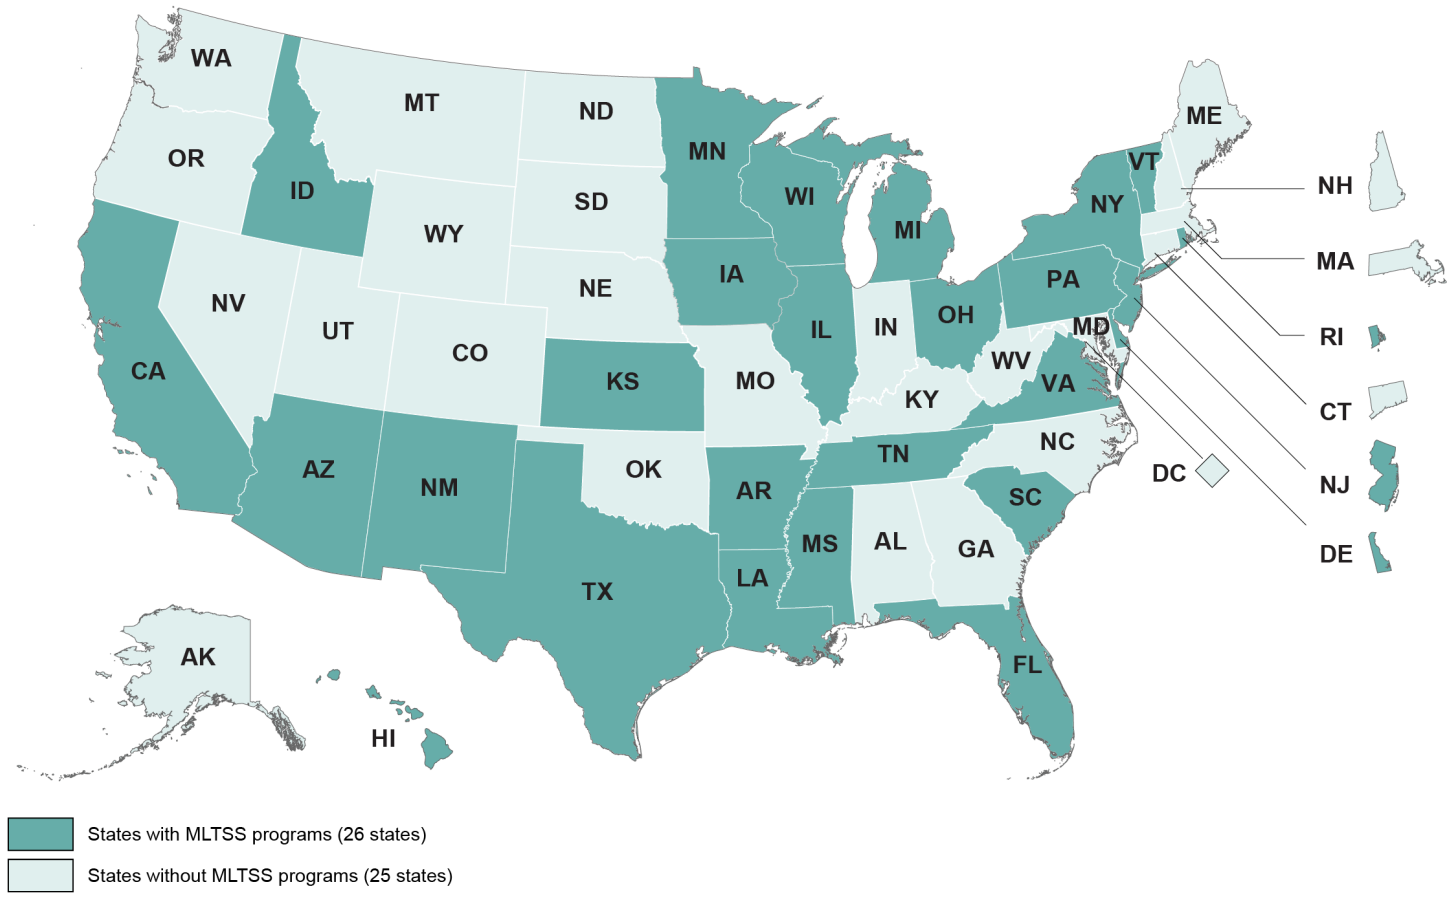 WA
MT
ND
MN
ME
OR
ID
SD
WI
VT
NH
WY
MI
NY
NE
IA
MA
NV
UT
CO
IL
IN
OH
PA
MD
RI
CA
KS
MO
WV
VA
KY
CT
AZ
NM
OK
AR
TN
NC
DC
NJ
SC
MS
AL
GA
DE
TX
LA
FL
AK
HI
States with MLTSS programs (26 states)
States without MLTSS programs (25 states)